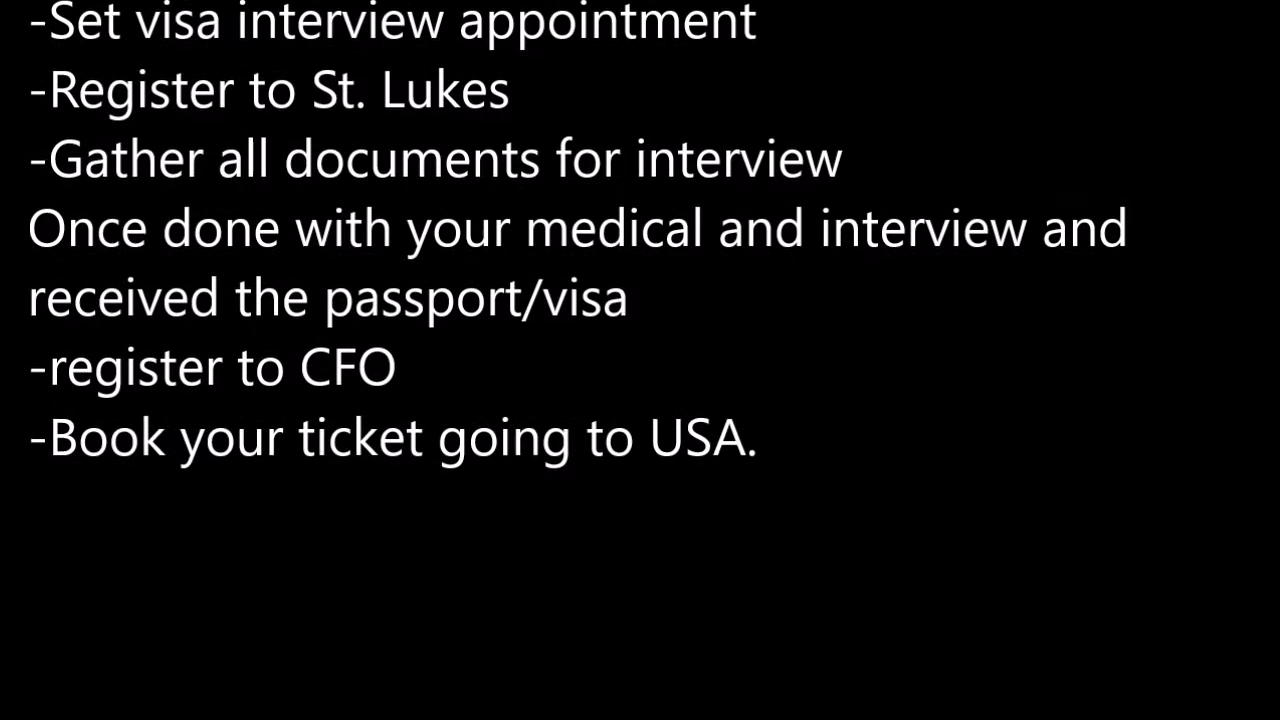 -Set visa interview appointment
-Register to St. Lukes
-Gather all documents for interview
Once done with your medical and interview and
received the passport/visa
-register to CFO
-Book your ticket going to USA.